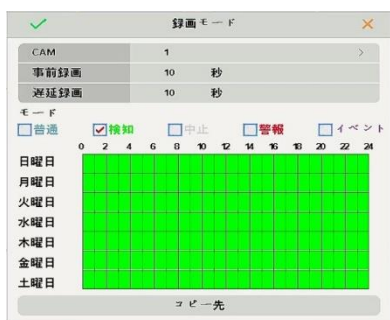 録画モード
CAM 1 >
事前録画 10 秒
遅延録画 10 秒
モード
普通 検知 中止 警報 イベント
0 2 4 6 8 10 12 14 16 18 20 22 24
日曜日
月曜日
火曜日
水曜日
木曜日
金曜日
土曜日
コピー先